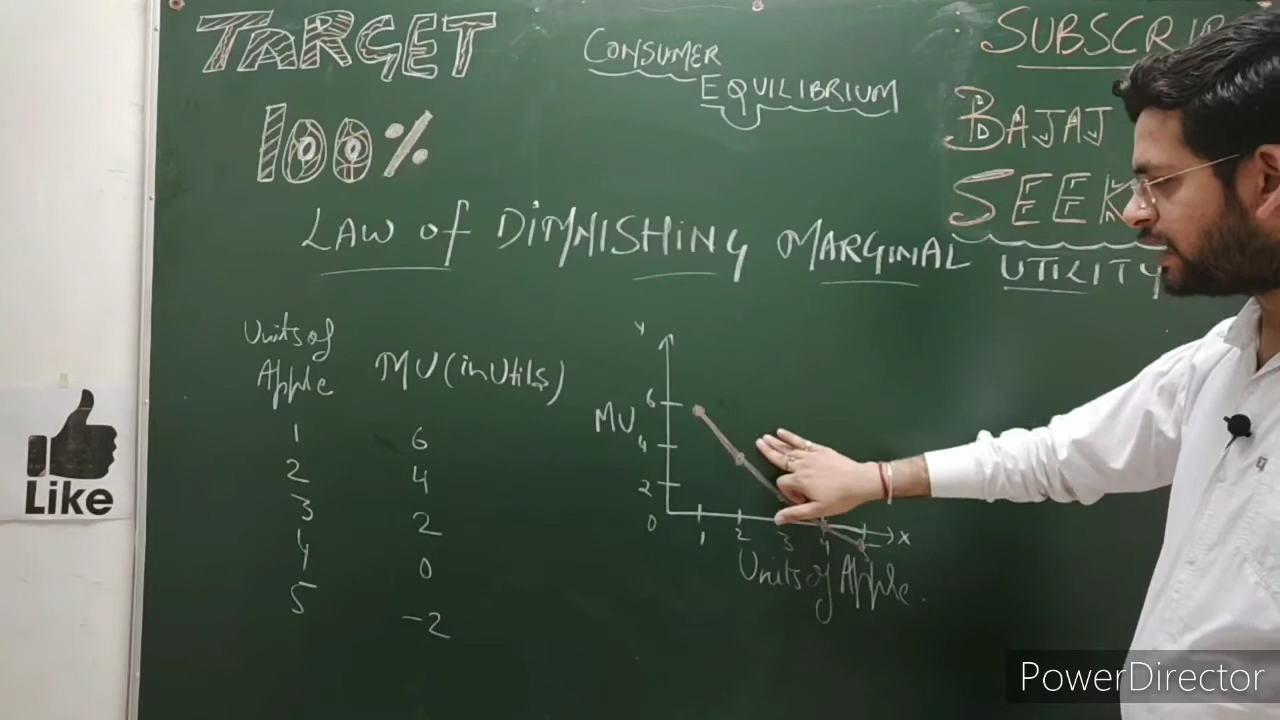 TARGET
100%
CONSUMER
EQUILIBRIUM
SUBSCRI
BAJAJ
SEEK
LAW of DIMNISHING MARGINAL UTILITY
Units of
Apple
MU (in Utils)
1 6
2 4
3 2
4 0
5 -2
Y
6
MU
4
2
0
1 2 3 4 5 X
Units of Apple.
Like
PowerDirector